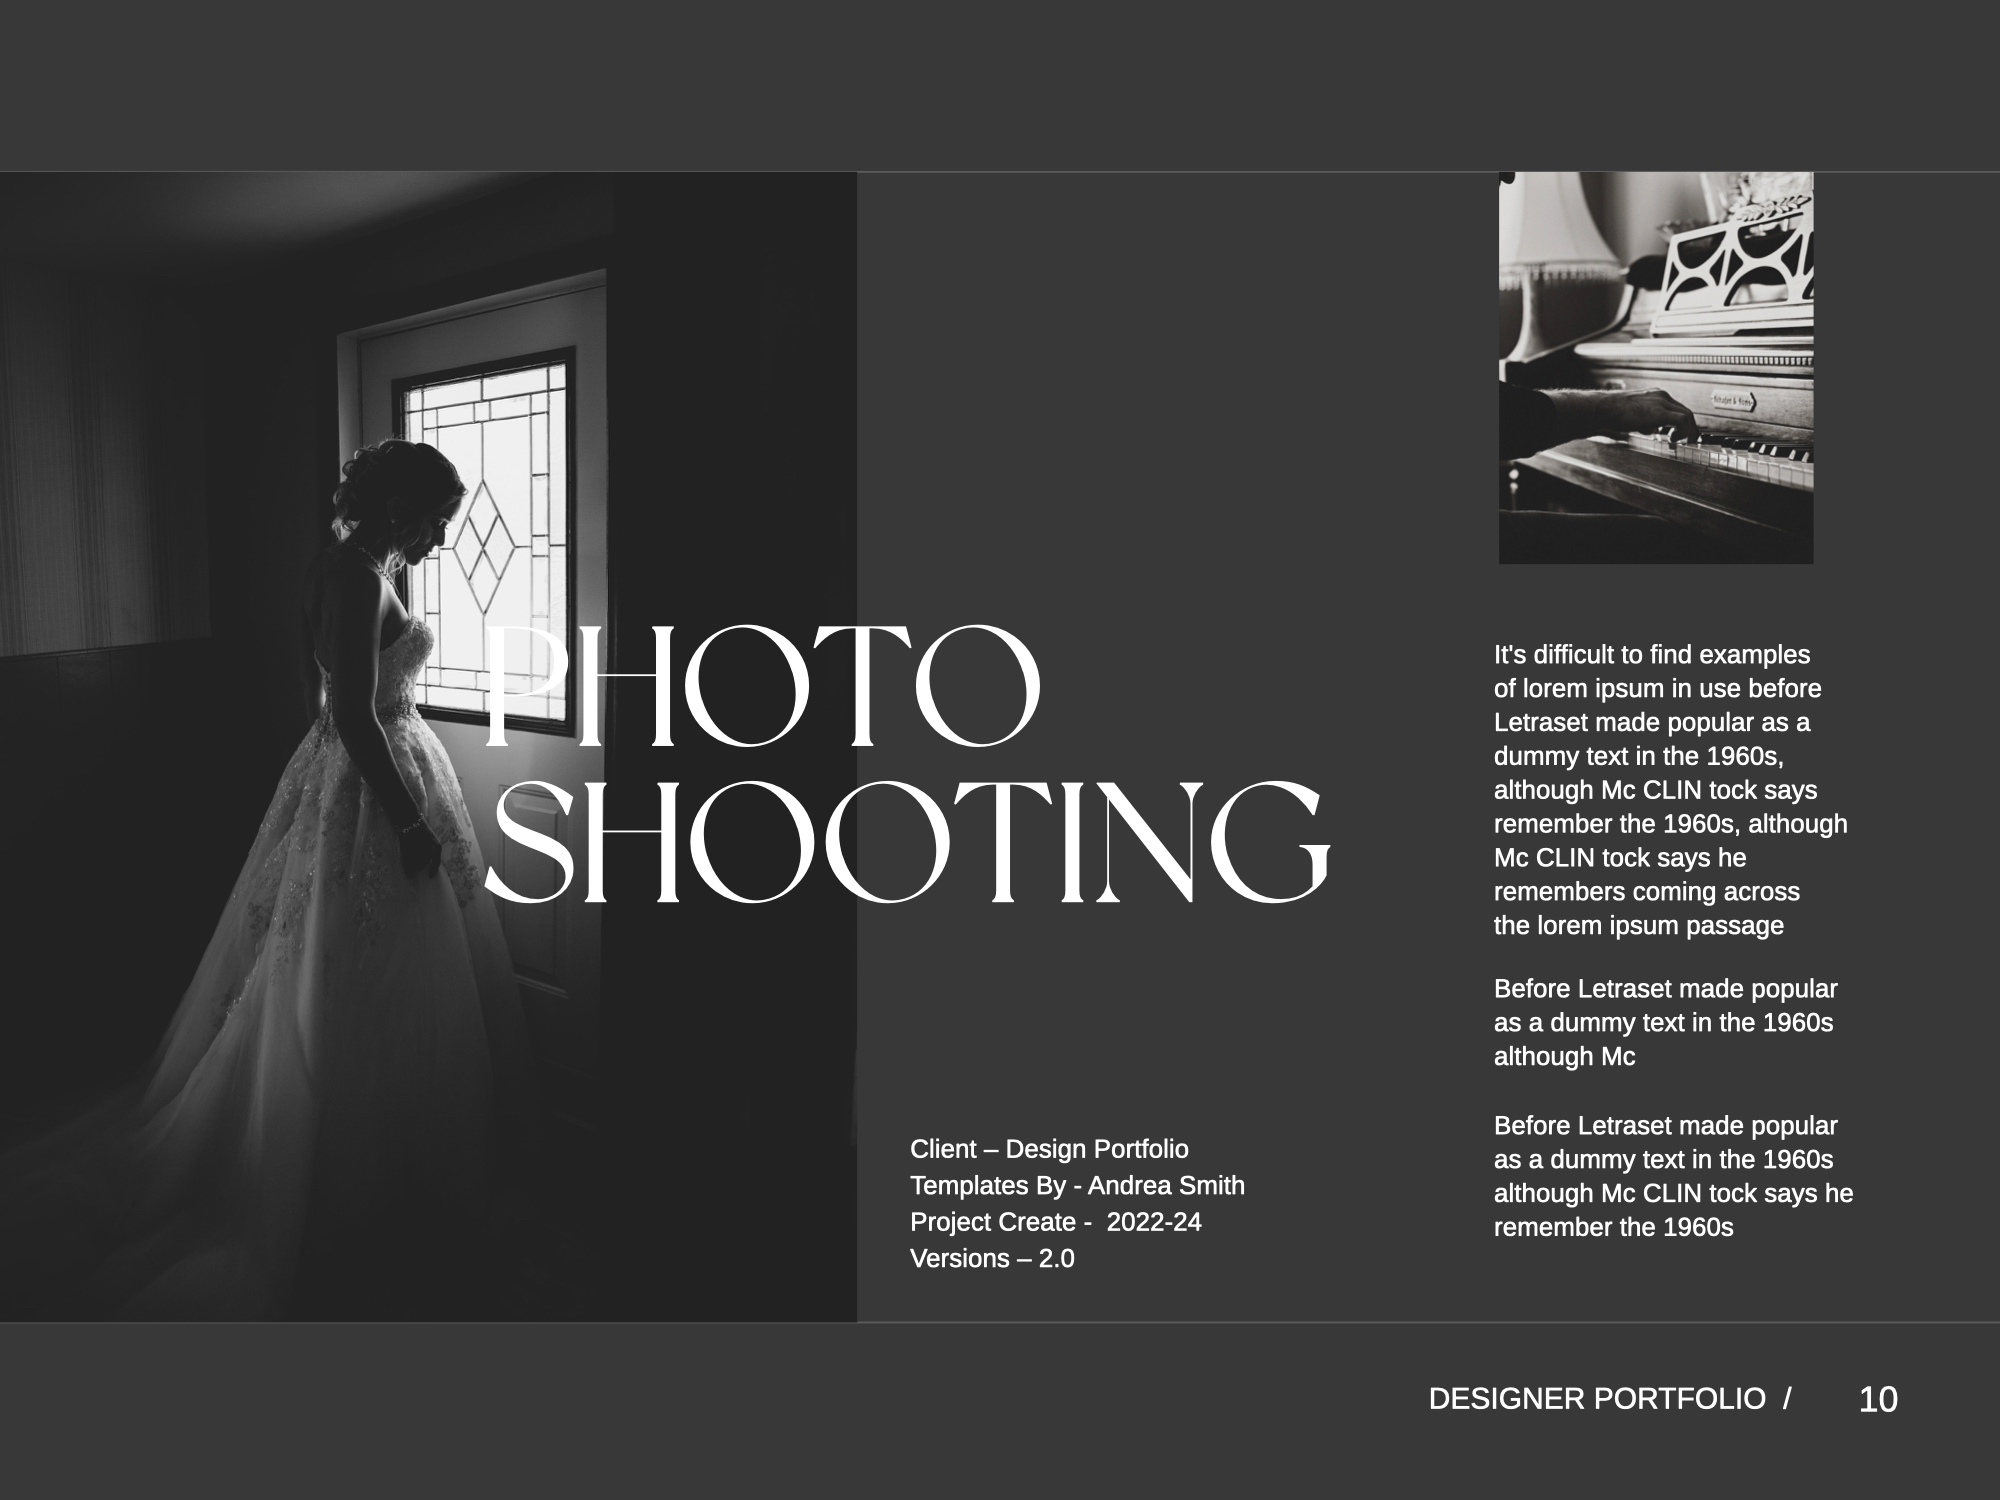 PHOTO
SHOOTING
Client – Design Portfolio
Templates By - Andrea Smith
Project Create -  2022-24
Versions – 2.0
It's difficult to find examples
of lorem ipsum in use before
Letraset made popular as a
dummy text in the 1960s,
although Mc CLIN tock says
remember the 1960s, although
Mc CLIN tock says he
remembers coming across
the lorem ipsum passage
Before Letraset made popular
as a dummy text in the 1960s
although Mc
Before Letraset made popular
as a dummy text in the 1960s
although Mc CLIN tock says he
remember the 1960s
DESIGNER PORTFOLIO  /
10